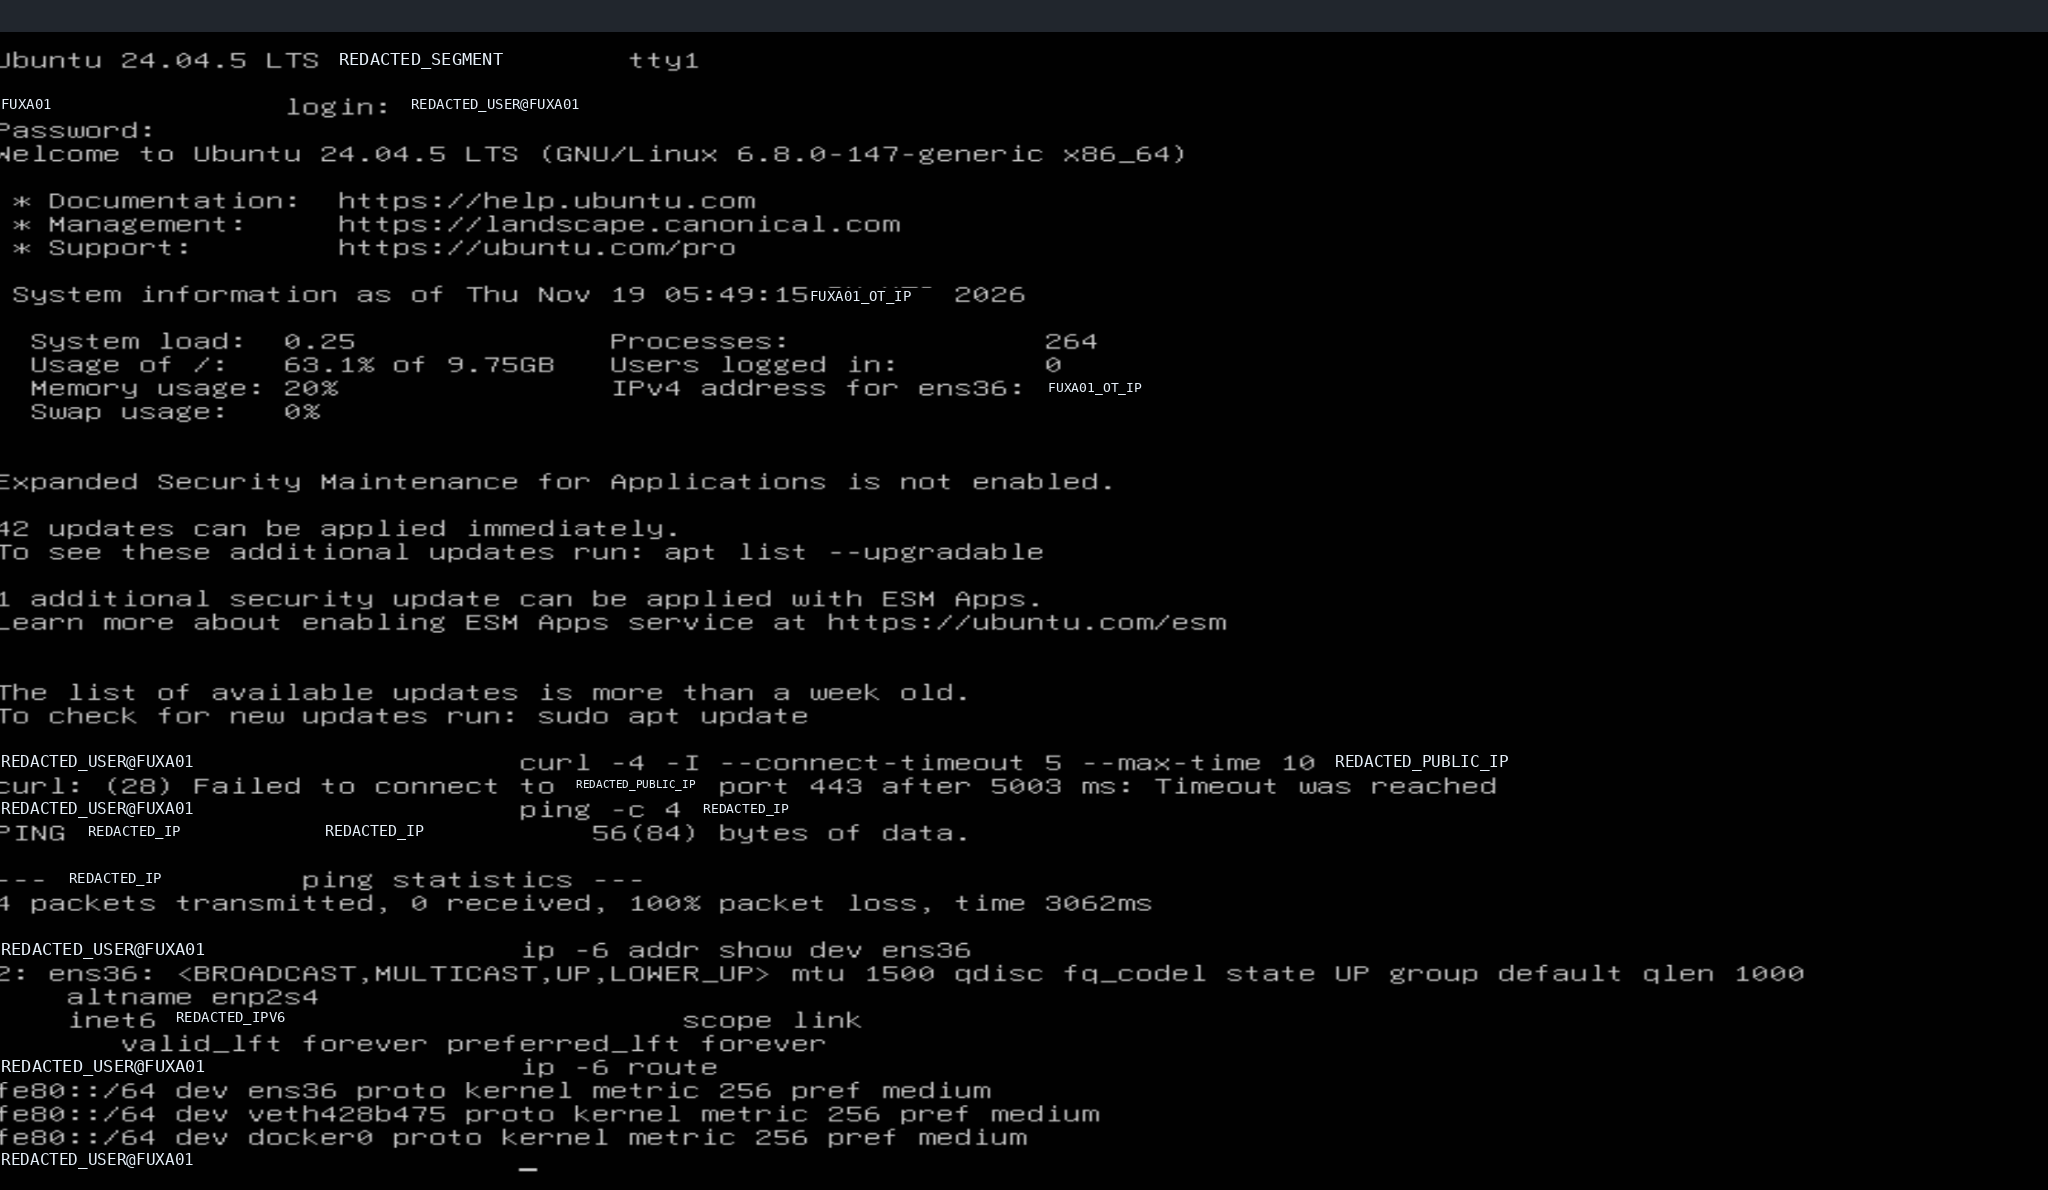 Ubuntu 24.04.5 LTS REDACTED_SEGMENT tty1
FUXA01 login: REDACTED_USER@FUXA01
Password:
Welcome to Ubuntu 24.04.5 LTS (GNU/Linux 6.8.0-147-generic x86_64)
* Documentation: https://help.ubuntu.com
* Management: https://landscape.canonical.com
* Support: https://ubuntu.com/pro
System information as of Thu Nov 19 05:49:15 FUXA01_OT_IP 2026
System load: 0.25 Processes: 264
Usage of /: 63.1% of 9.75GB Users logged in: 0
Memory usage: 20% IPv4 address for ens36: FUXA01_OT_IP
Swap usage: 0%
Expanded Security Maintenance for Applications is not enabled.
42 updates can be applied immediately.
To see these additional updates run: apt list --upgradable
1 additional security update can be applied with ESM Apps.
Learn more about enabling ESM Apps service at https://ubuntu.com/esm
The list of available updates is more than a week old.
To check for new updates run: sudo apt update
REDACTED_USER@FUXA01 curl -4 -I --connect-timeout 5 --max-time 10 REDACTED_PUBLIC_IP
curl: (28) Failed to connect to REDACTED_PUBLIC_IP port 443 after 5003 ms: Timeout was reached
REDACTED_USER@FUXA01 ping -c 4 REDACTED_IP
PING REDACTED_IP REDACTED_IP 56(84) bytes of data.
--- REDACTED_IP ping statistics ---
4 packets transmitted, 0 received, 100% packet loss, time 3062ms
REDACTED_USER@FUXA01 ip -6 addr show dev ens36
2: ens36: <BROADCAST,MULTICAST,UP,LOWER_UP> mtu 1500 qdisc fq_codel state UP group default qlen 1000
altname enp2s4
inet6 REDACTED_IPV6 scope link
valid_lft forever preferred_lft forever
REDACTED_USER@FUXA01 ip -6 route
fe80::/64 dev ens36 proto kernel metric 256 pref medium
fe80::/64 dev veth428b475 proto kernel metric 256 pref medium
fe80::/64 dev docker0 proto kernel metric 256 pref medium
REDACTED_USER@FUXA01 _